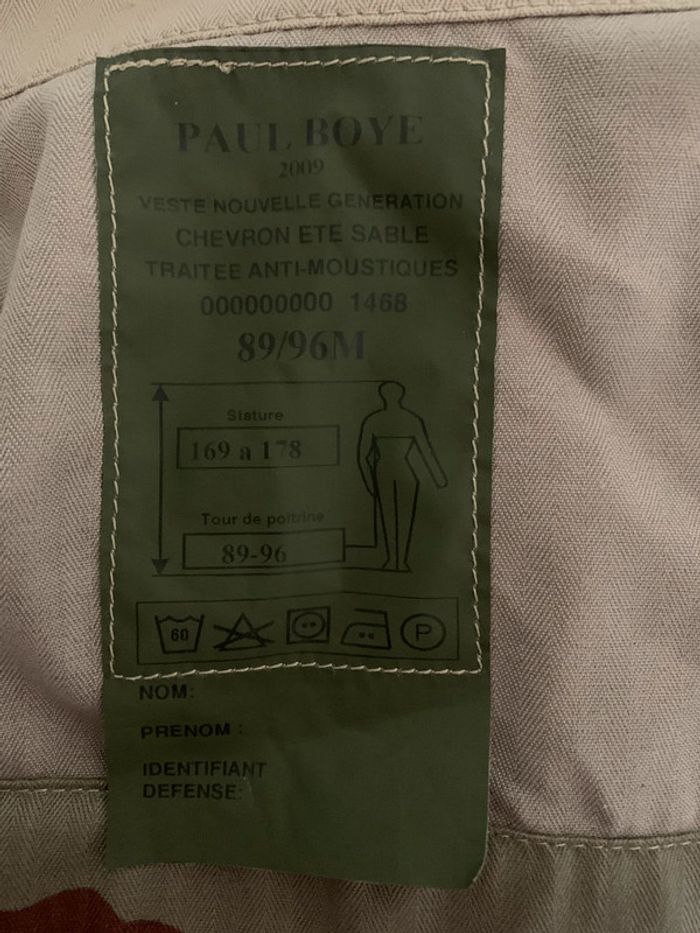 PAUL BOYE
2009
VESTE NOUVELLE GENERATION
CHEVRON ETE SABLE
TRAITEE ANTI-MOUSTIQUES
000000000 1468
89/96M
Stature
169 a 178
Tour de poitrine
89-96
60
P
NOM:
PRENOM :
IDENTIFIANT
DEFENSE: